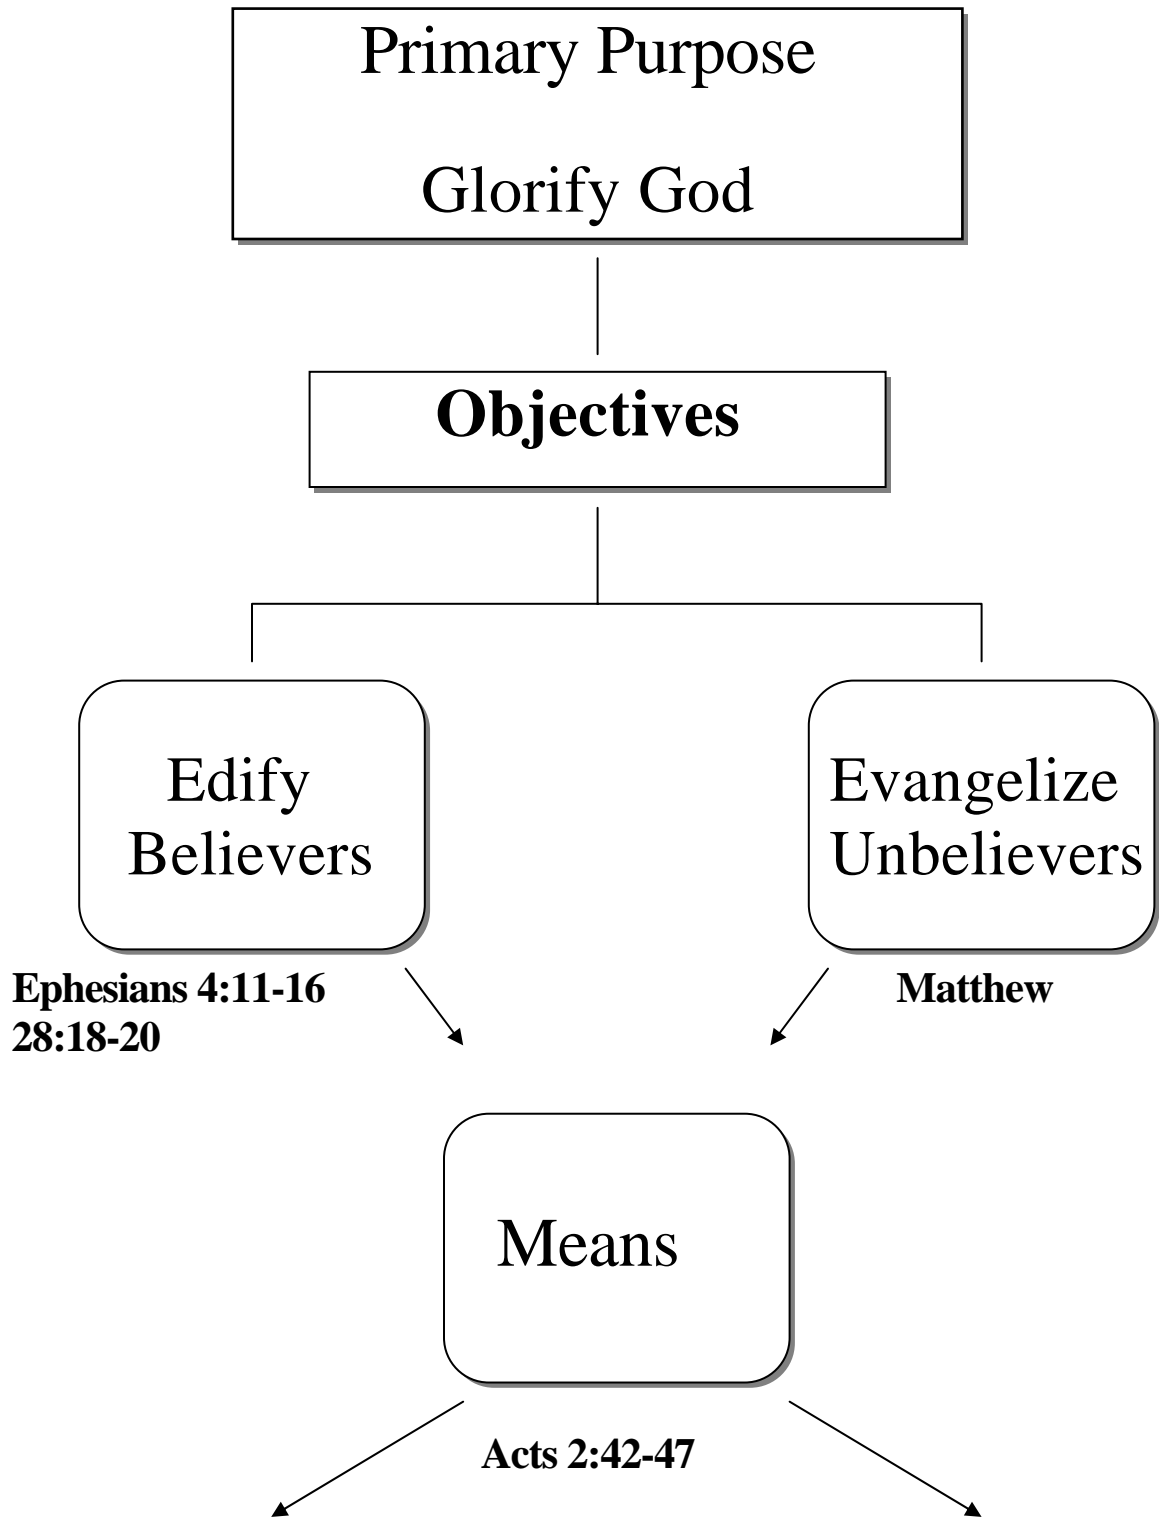 Primary Purpose
Glorify God
Objectives
Edify
Believers
Evangelize
Unbelievers
Ephesians 4:11-16 Matthew
28:18-20
Means
Acts 2:42-47